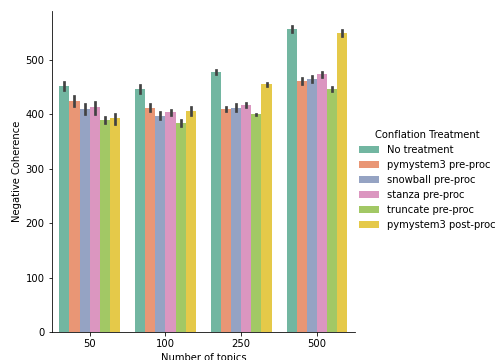 Negative Coherence
500
400
300
200
100
0
50
100
250
500
Number of topics
Conflation Treatment
No treatment
pymystem3 pre-proc
snowball pre-proc
stanza pre-proc
truncate pre-proc
pymystem3 post-proc